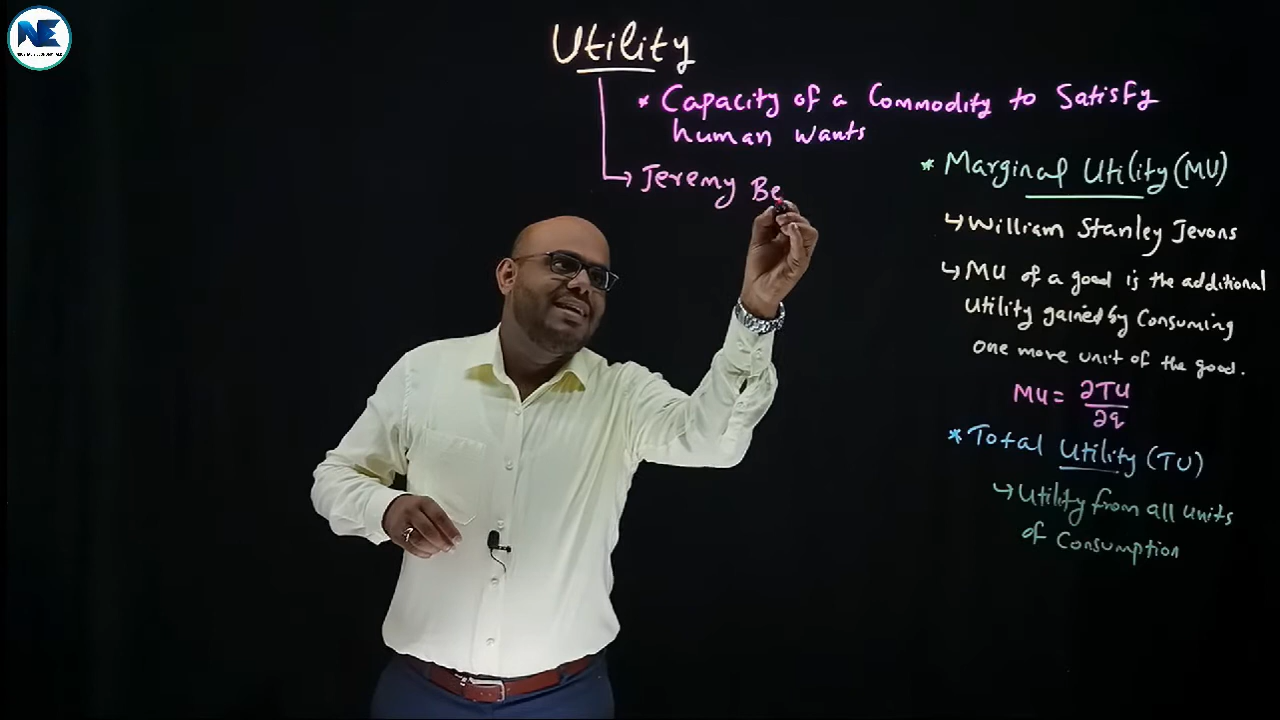 NE
Utility
* Capacity of a Commodity to Satisfy
human wants
Jeremy Be
* Marginal Utility (MU)
↳ William Stanley Jevons
↳ MU of a good is the additional
Utility gained by Consuming
one more unit of the good.
MU = ∂TU
∂q
* Total Utility (TU)
↳ Utility from all units
of Consumption